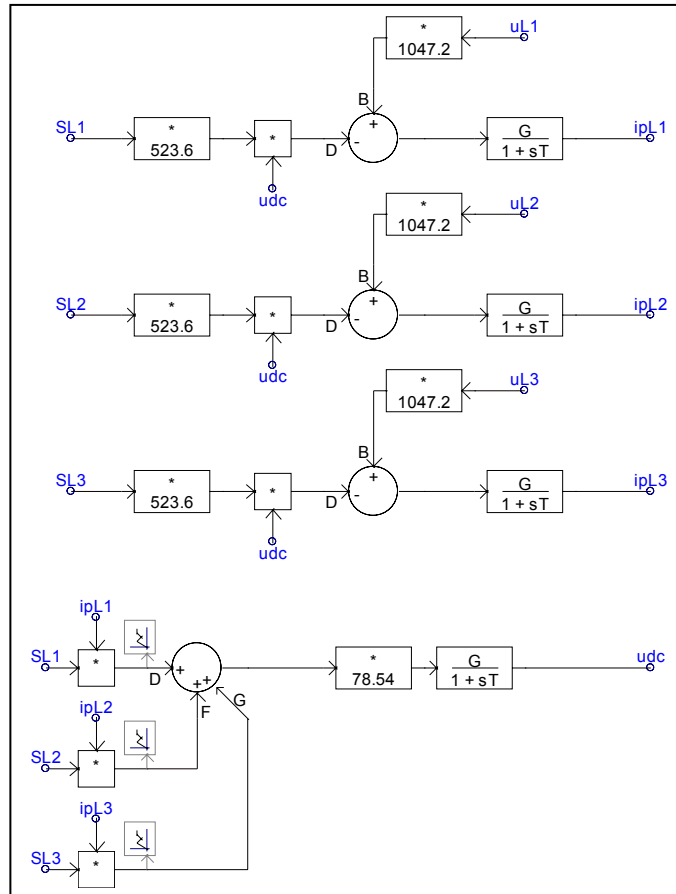 *
1047.2
uL1
B
+
SL1
*
523.6
*
D
-
G
1 + sT
ipL1
udc
*
1047.2
uL2
B
+
SL2
*
523.6
*
D
-
G
1 + sT
ipL2
udc
*
1047.2
uL3
B
+
SL3
*
523.6
*
D
-
G
1 + sT
ipL3
udc
ipL1
SL1
*
D
+
+
+
F
G
*
78.54
G
1 + sT
udc
ipL2
SL2
*
ipL3
SL3
*